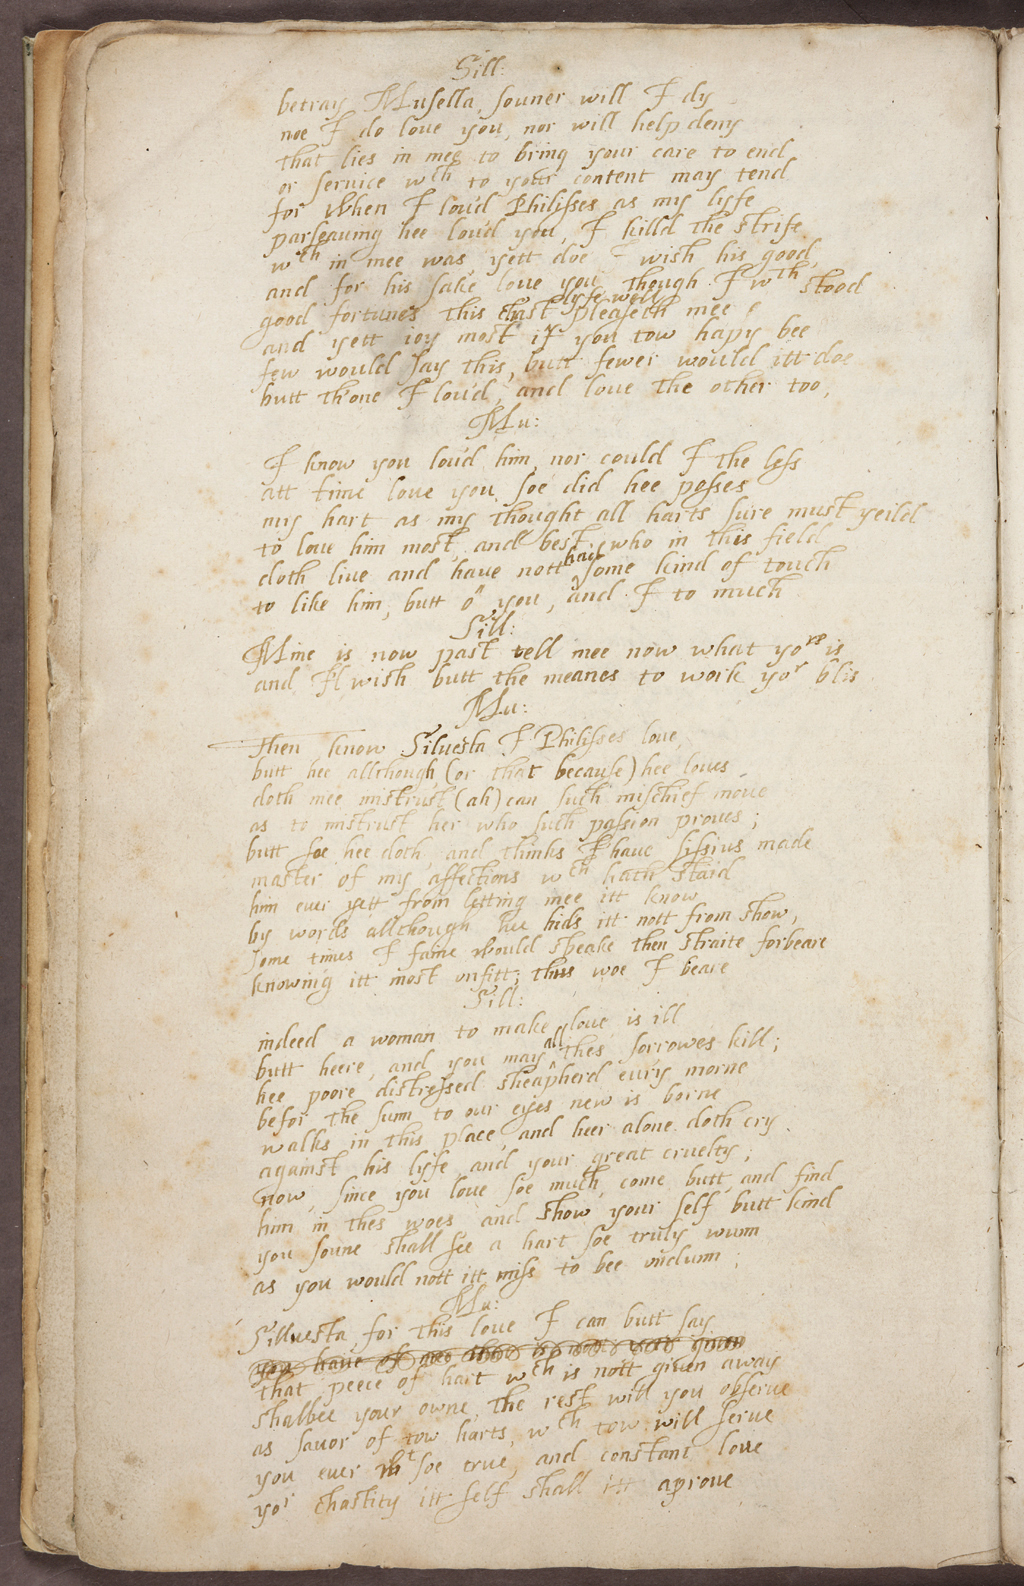 Sill:
betray Musella, souner will I dy
noe I do loue you, nor will help deny
that lies in mee to bring your care to end
or seruice wch to your content may tend
for when I lou'd Philisses as my lyfe
parseauing hee lou'd you, I killd the strife
wch in mee was yett doe I wish his good,
and for his sake loue you though I wth stood
good fortunes this chast lyfe well pleaseth mee
and yett ioy most if you tow hapy bee
few would say this, butt fewer would itt doe
butt th'one I lou'd, and loue the other too,
Mu:
I know you lou'd him, nor could I the less
att time loue you, soe did hee posses
my hart as my thought all harts sure must yeild
to loue him most, and best, who in this field
doth liue and haue nott had some kind of touch
to like him, butt ô you, and I to much
Sill:
Mine is now past tell mee now what yors is
and I'l wish butt the meanes to work yor blis
Mu:
then know Siluesta I Philisses loue,
butt hee allthough, (or that because) hee loues
doth mee mistrust (ah) can such mischief moue
as to mistrust her who such passion proues;
butt soe hee doth, and thinks I haue Lissius made
master of my affections wch hath staid
him euer yett from letting mee itt know
by words allthough hee hids itt nott from show,
some times I faine would speake then straite forbeare
knowing itt most vnfitt; thus woe I beare
Sill:
indeed a woman to make loue is ill
butt heere, and you may all thes sorrowes kill;
hee poore distressed sheapherd eu'ry morne
befor the sunn to our eyes new is borne
walks in this place, and heer alone doth cry
against his lyfe, and your great cruelty;
now, since you loue soe much, come, butt and find
him in thes woes, and show your self butt kind
you soune shall see a hart soe truly wunn
as you would nott itt miss to bee vndunn;
Mu:
Silluesta for this loue I can butt say
that peece of hart wch is nott giuen away
shalbee your owne, the rest will you obserue
as sauor of tow harts, wch tow will serue
you euer wt soe true, and constant loue
yor chastity itt self shall itt aproue